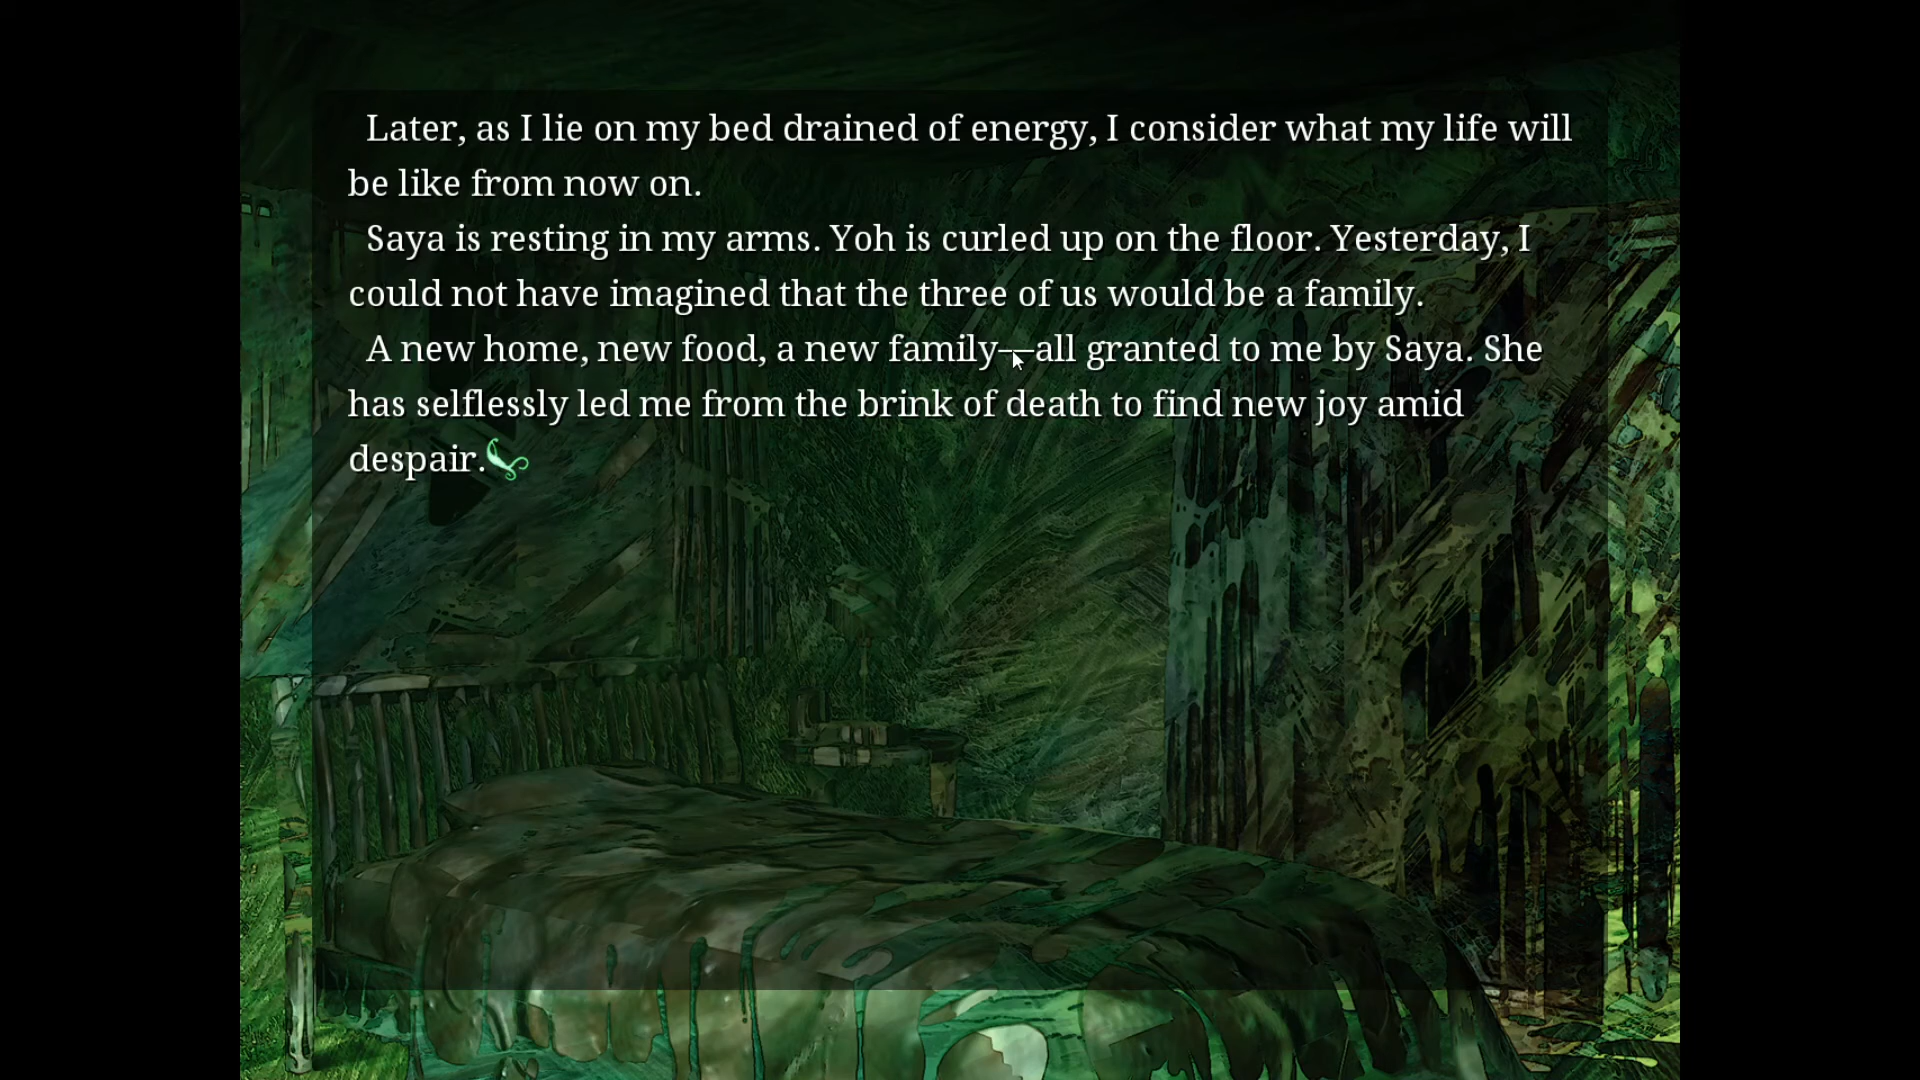 Later, as I lie on my bed drained of energy, I consider what my life will
be like from now on.
Saya is resting in my arms. Yoh is curled up on the floor. Yesterday, I
could not have imagined that the three of us would be a family.
A new home, new food, a new family—all granted to me by Saya. She
has selflessly led me from the brink of death to find new joy amid
despair.